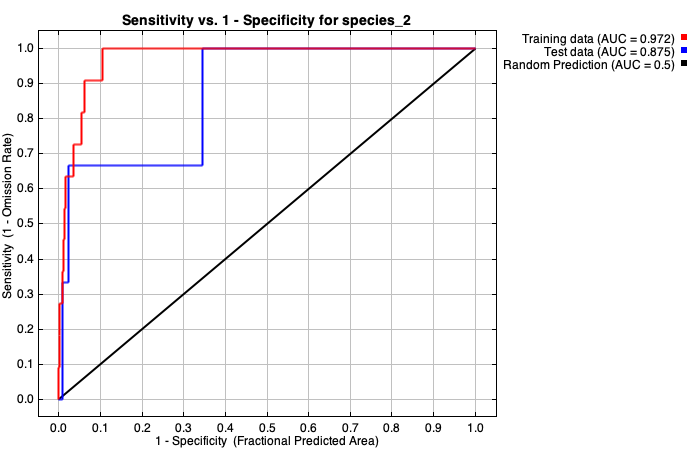 Sensitivity vs. 1 - Specificity for species_2
Training data (AUC = 0.972)
Test data (AUC = 0.875)
Random Prediction (AUC = 0.5)
Sensitivity (1 - Omission Rate)
1.0
0.9
0.8
0.7
0.6
0.5
0.4
0.3
0.2
0.1
0.0
0.0 0.1 0.2 0.3 0.4 0.5 0.6 0.7 0.8 0.9 1.0
1 - Specificity (Fractional Predicted Area)